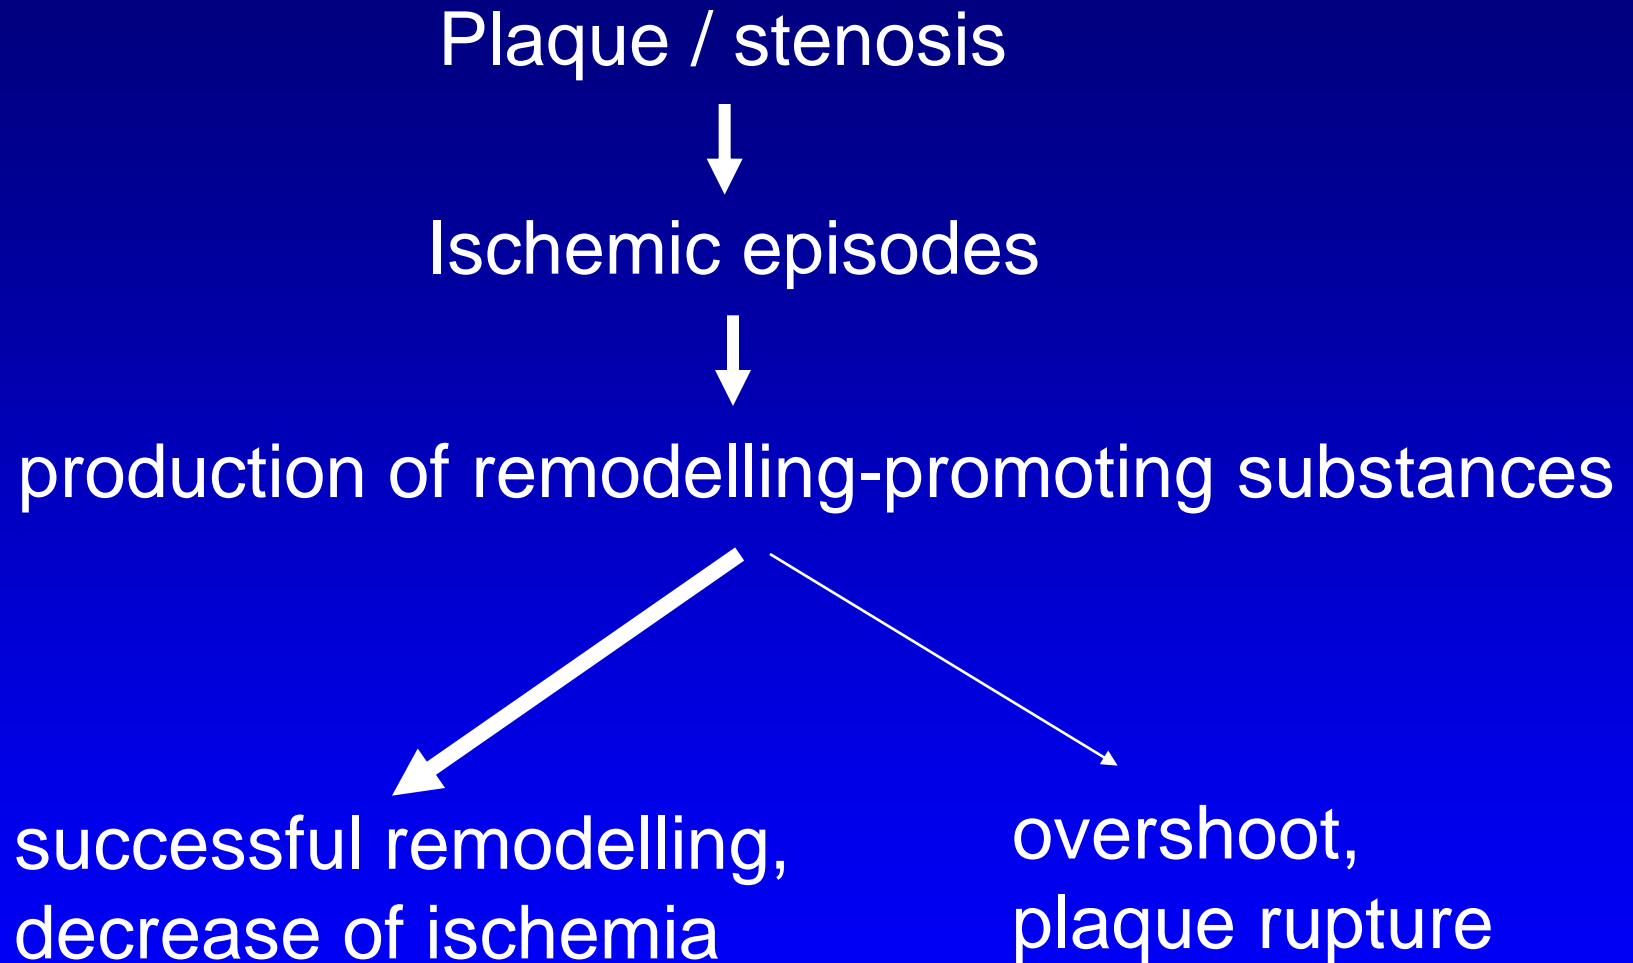 Plaque / stenosis
Ischemic episodes
production of remodelling-promoting substances
successful remodelling,
decrease of ischemia
overshoot,
plaque rupture